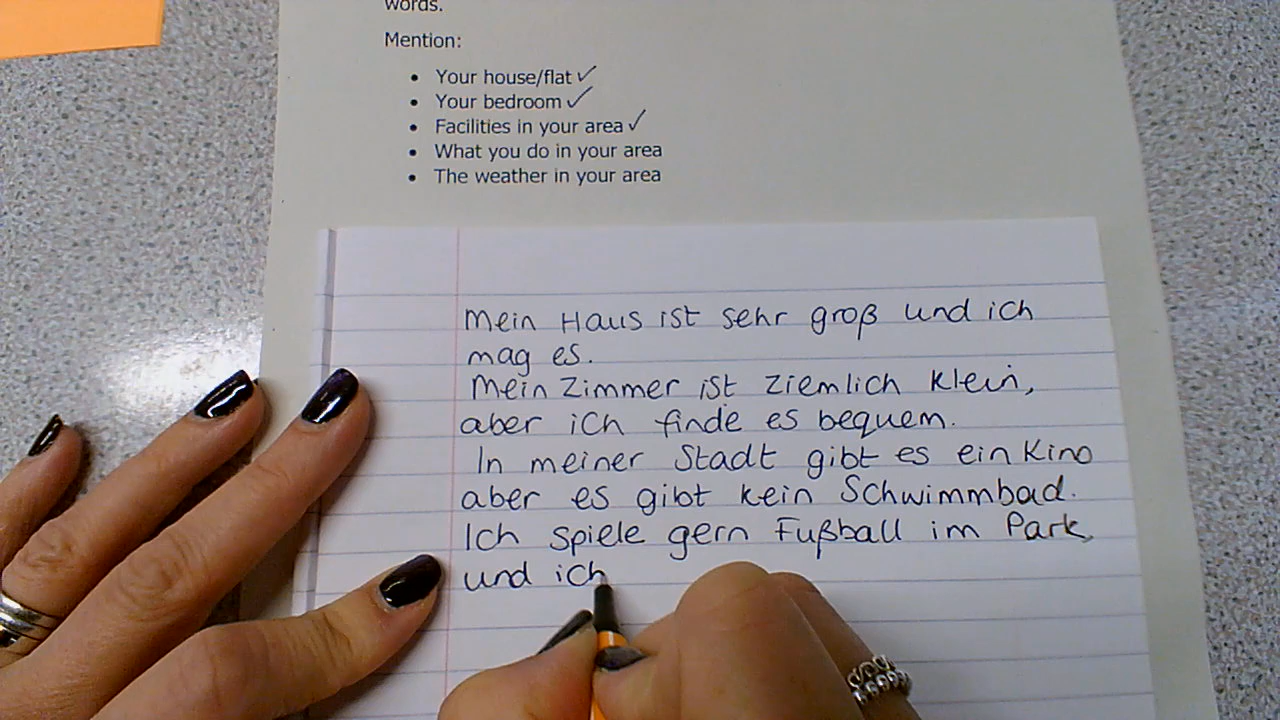 words.
Mention:
• Your house/flat ✓
• Your bedroom ✓
• Facilities in your area ✓
• What you do in your area
• The weather in your area
Mein Haus ist sehr groß und ich
mag es.
Mein Zimmer ist ziemlich klein,
aber ich finde es bequem.
In meiner Stadt gibt es ein Kino
aber es gibt kein Schwimmbad.
Ich spiele gern Fußball im Park,
und ich